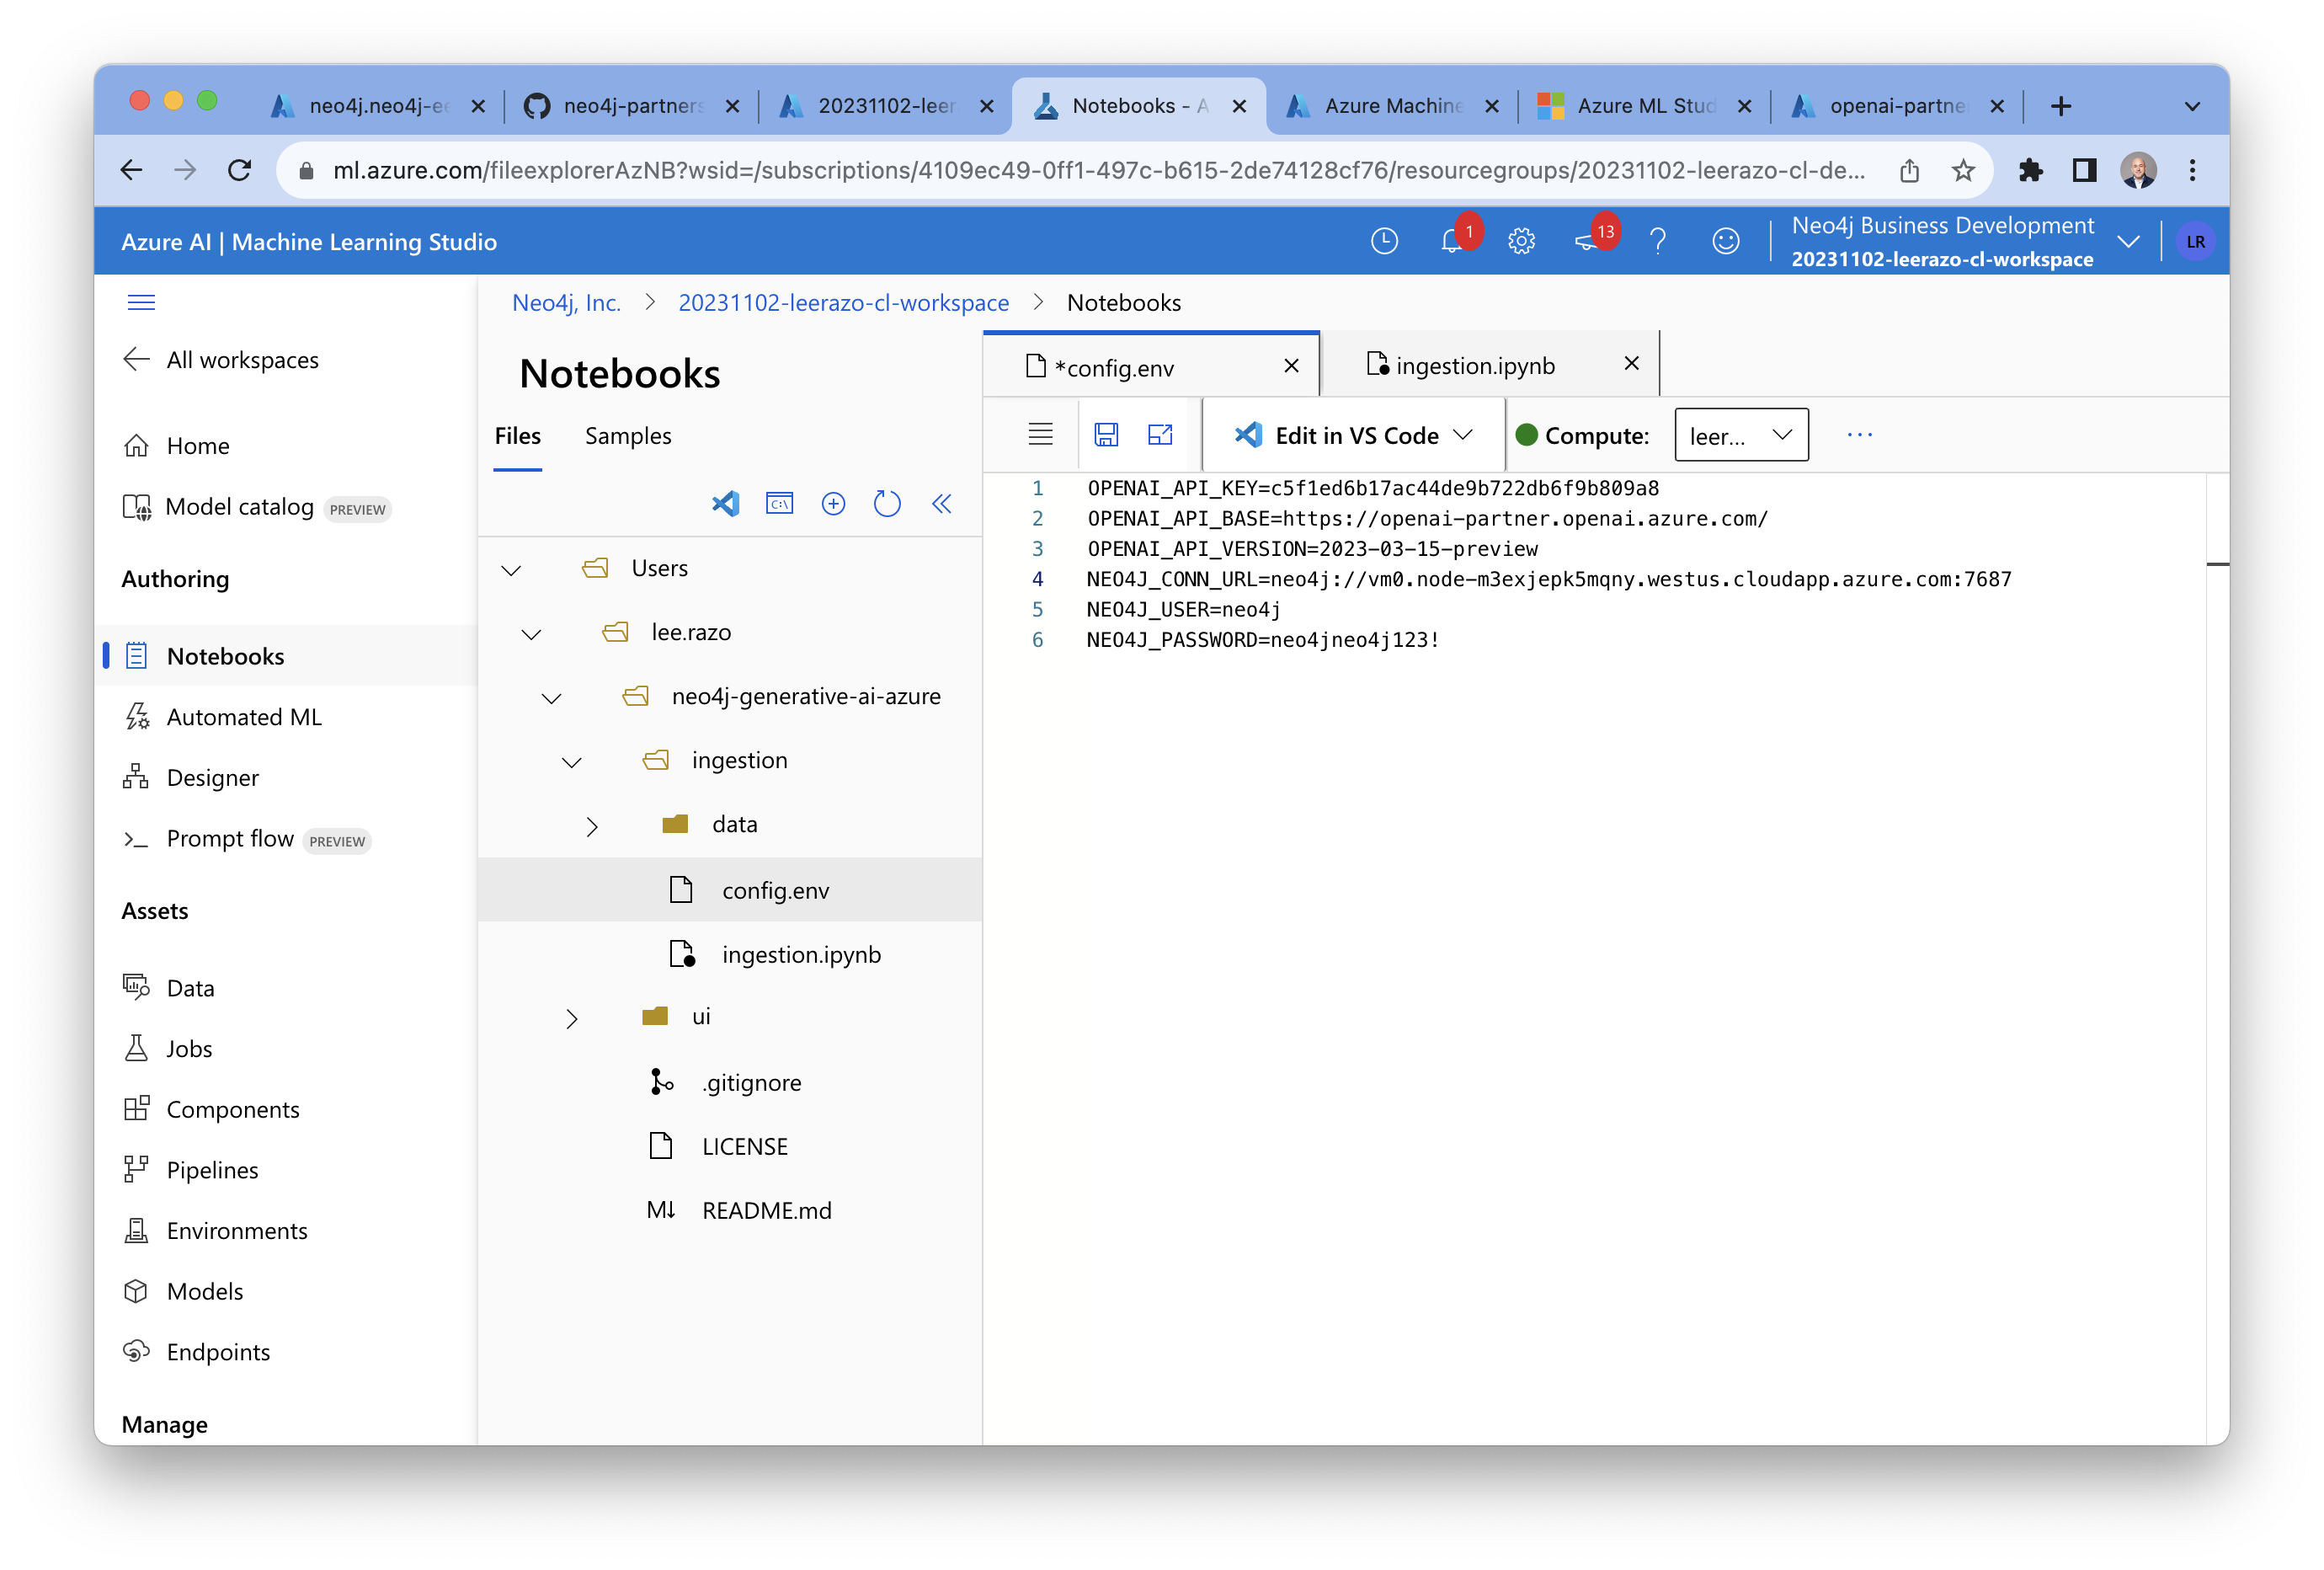 neo4j.neo4j-ee
neo4j-partners
20231102-leer
Notebooks - A
Azure Machine
Azure ML Stud
openai-partne
ml.azure.com/fileexplorerAzNB?wsid=/subscriptions/4109ec49-0ff1-497c-b615-2de74128cf76/resourcegroups/20231102-leerazo-cl-de...
Azure AI | Machine Learning Studio
1
13
Neo4j Business Development
20231102-leerazo-cl-workspace
LR
All workspaces
Home
Model catalog PREVIEW
Authoring
Notebooks
Automated ML
Designer
Prompt flow PREVIEW
Assets
Data
Jobs
Components
Pipelines
Environments
Models
Endpoints
Manage
Neo4j, Inc. > 20231102-leerazo-cl-workspace > Notebooks
Notebooks
Files Samples
Users
lee.razo
neo4j-generative-ai-azure
ingestion
data
config.env
ingestion.ipynb
ui
.gitignore
LICENSE
README.md
*config.env
ingestion.ipynb
Edit in VS Code
Compute:
leer...
1 OPENAI_API_KEY=c5f1ed6b17ac44de9b722db6f9b809a8
2 OPENAI_API_BASE=https://openai-partner.openai.azure.com/
3 OPENAI_API_VERSION=2023-03-15-preview
4 NEO4J_CONN_URL=neo4j://vm0.node-m3exjepk5mqny.westus.cloudapp.azure.com:7687
5 NEO4J_USER=neo4j
6 NEO4J_PASSWORD=neo4jneo4j123!